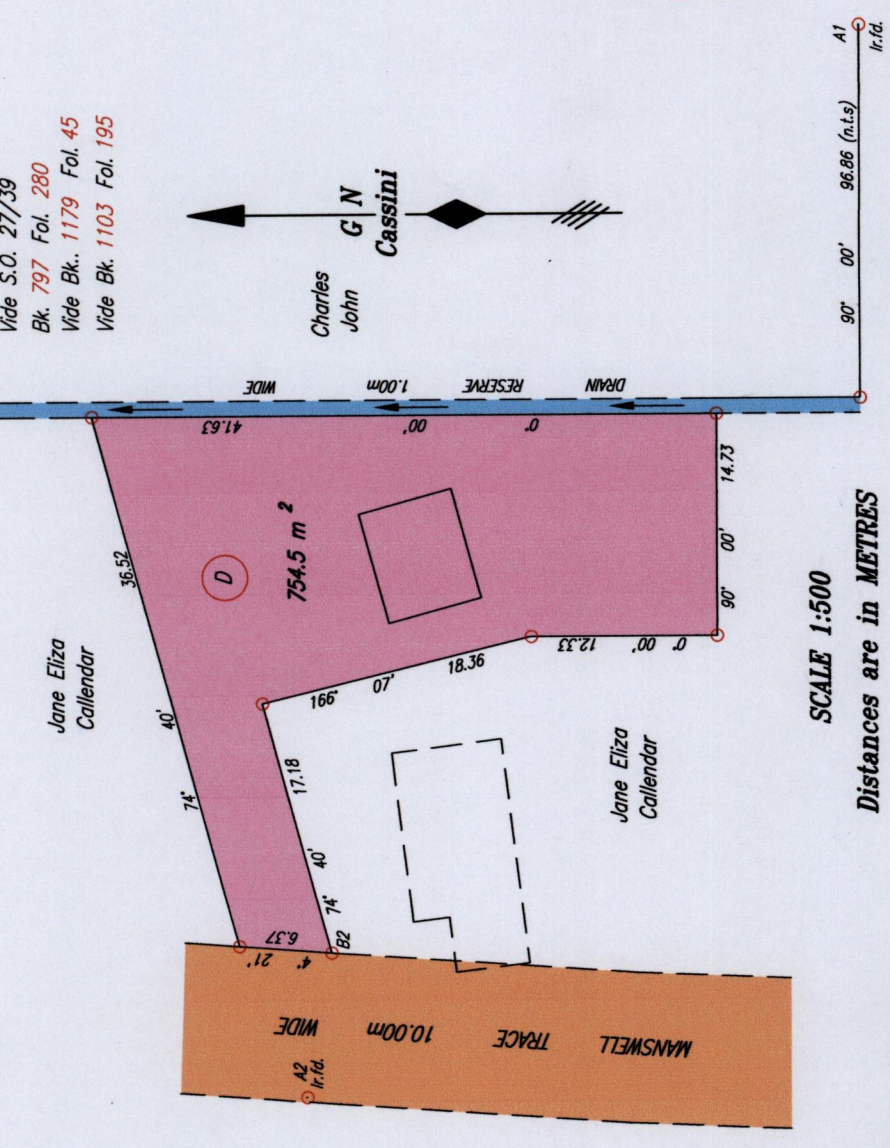 Vide S.O. 27/39
Bk. 797 Fol. 280
Vide Bk.. 1179 Fol. 45
Vide Bk. 1103 Fol. 195
G N
Cassini
Charles
John
A1
Ir.fd.
96.86 (n.t.s)
90° 00'
DRAIN RESERVE 1.00m WIDE
0° 00' 41.63
Jane Eliza
Callendar
74° 40' 36.52
D
754.5 m 2
90° 00' 14.73
0° 00' 12.33
166° 07' 18.36
74° 40' 17.18
4° 21' 6.37
B2
Jane Eliza
Callendar
MANSWELL TRACE 10.00m WIDE
A2
Ir.fd.
SCALE 1:500
Distances are in METRES